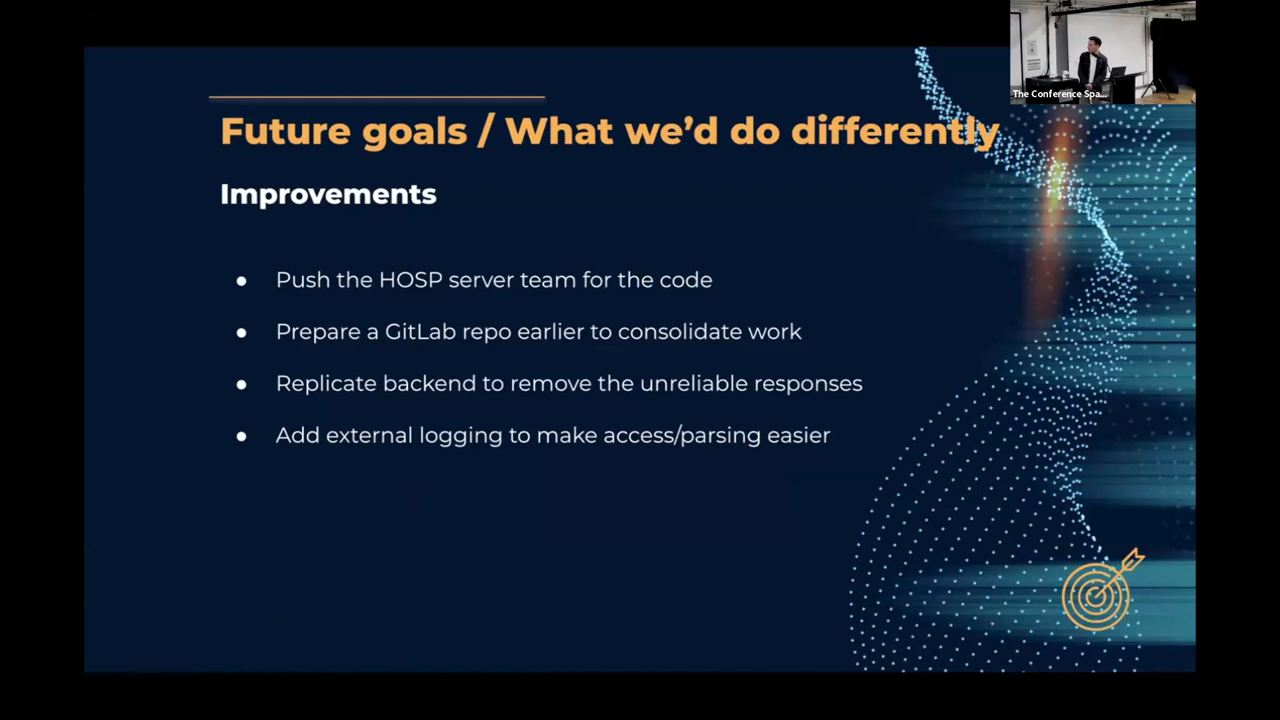 The Conference Spa...
Future goals / What we'd do differently
Improvements
● Push the HOSP server team for the code
● Prepare a GitLab repo earlier to consolidate work
● Replicate backend to remove the unreliable responses
● Add external logging to make access/parsing easier